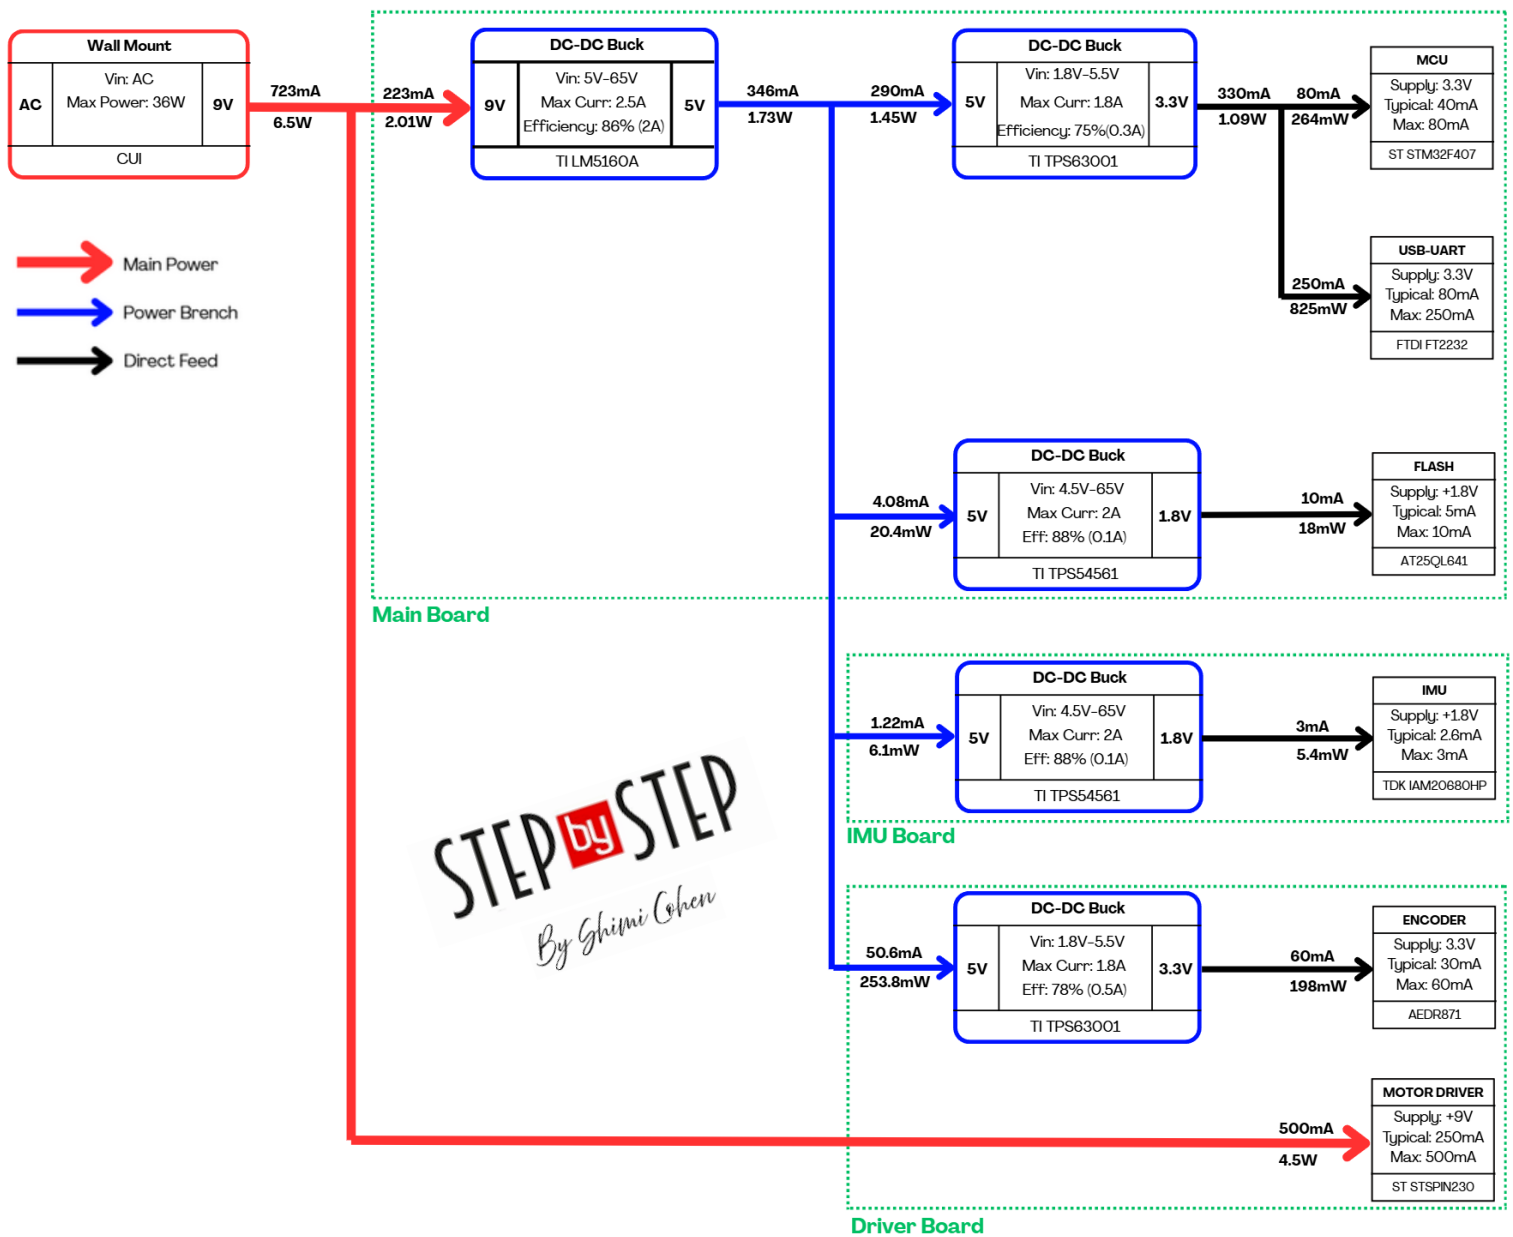 Wall Mount
AC
Vin: AC
Max Power: 36W
9V
CUI
723mA
6.5W
223mA
2.01W
DC-DC Buck
9V
Vin: 5V-65V
Max Curr: 2.5A
Efficiency: 86% (2A)
5V
TI LM5160A
346mA
1.73W
290mA
1.45W
DC-DC Buck
5V
Vin: 1.8V-5.5V
Max Curr: 1.8A
Efficiency: 75%(0.3A)
3.3V
TI TPS63001
330mA
1.09W
80mA
264mW
MCU
Supply: 3.3V
Typical: 40mA
Max: 80mA
ST STM32F407
Main Power
Power Brench
Direct Feed
250mA
825mW
USB-UART
Supply: 3.3V
Typical: 80mA
Max: 250mA
FTDI FT2232
4.08mA
20.4mW
DC-DC Buck
5V
Vin: 4.5V-65V
Max Curr: 2A
Eff: 88% (0.1A)
1.8V
TI TPS54561
10mA
18mW
FLASH
Supply: +1.8V
Typical: 5mA
Max: 10mA
AT25QL641
Main Board
1.22mA
6.1mW
DC-DC Buck
5V
Vin: 4.5V-65V
Max Curr: 2A
Eff: 88% (0.1A)
1.8V
TI TPS54561
3mA
5.4mW
IMU
Supply: +1.8V
Typical: 2.6mA
Max: 3mA
TDK IAM20680HP
IMU Board
STEP by STEP
By Shimi Cohen
50.6mA
253.8mW
DC-DC Buck
5V
Vin: 1.8V-5.5V
Max Curr: 1.8A
Eff: 78% (0.5A)
3.3V
TI TPS63001
60mA
198mW
ENCODER
Supply: 3.3V
Typical: 30mA
Max: 60mA
AEDR871
500mA
4.5W
MOTOR DRIVER
Supply: +9V
Typical: 250mA
Max: 500mA
ST STSPIN230
Driver Board